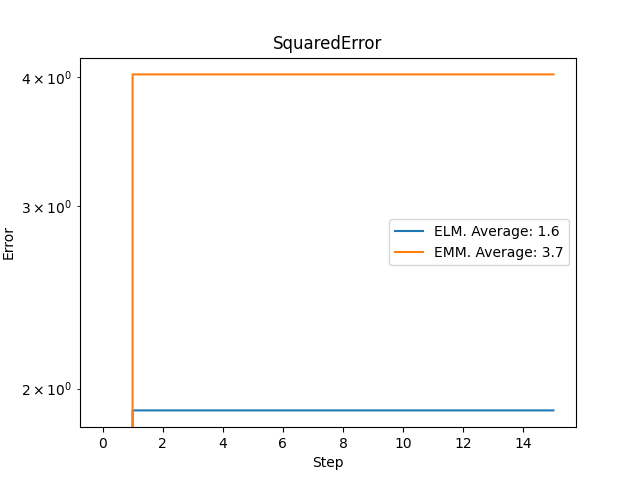 SquaredError
4 × 10⁰
3 × 10⁰
2 × 10⁰
Error
ELM. Average: 1.6
EMM. Average: 3.7
0 2 4 6 8 10 12 14
Step